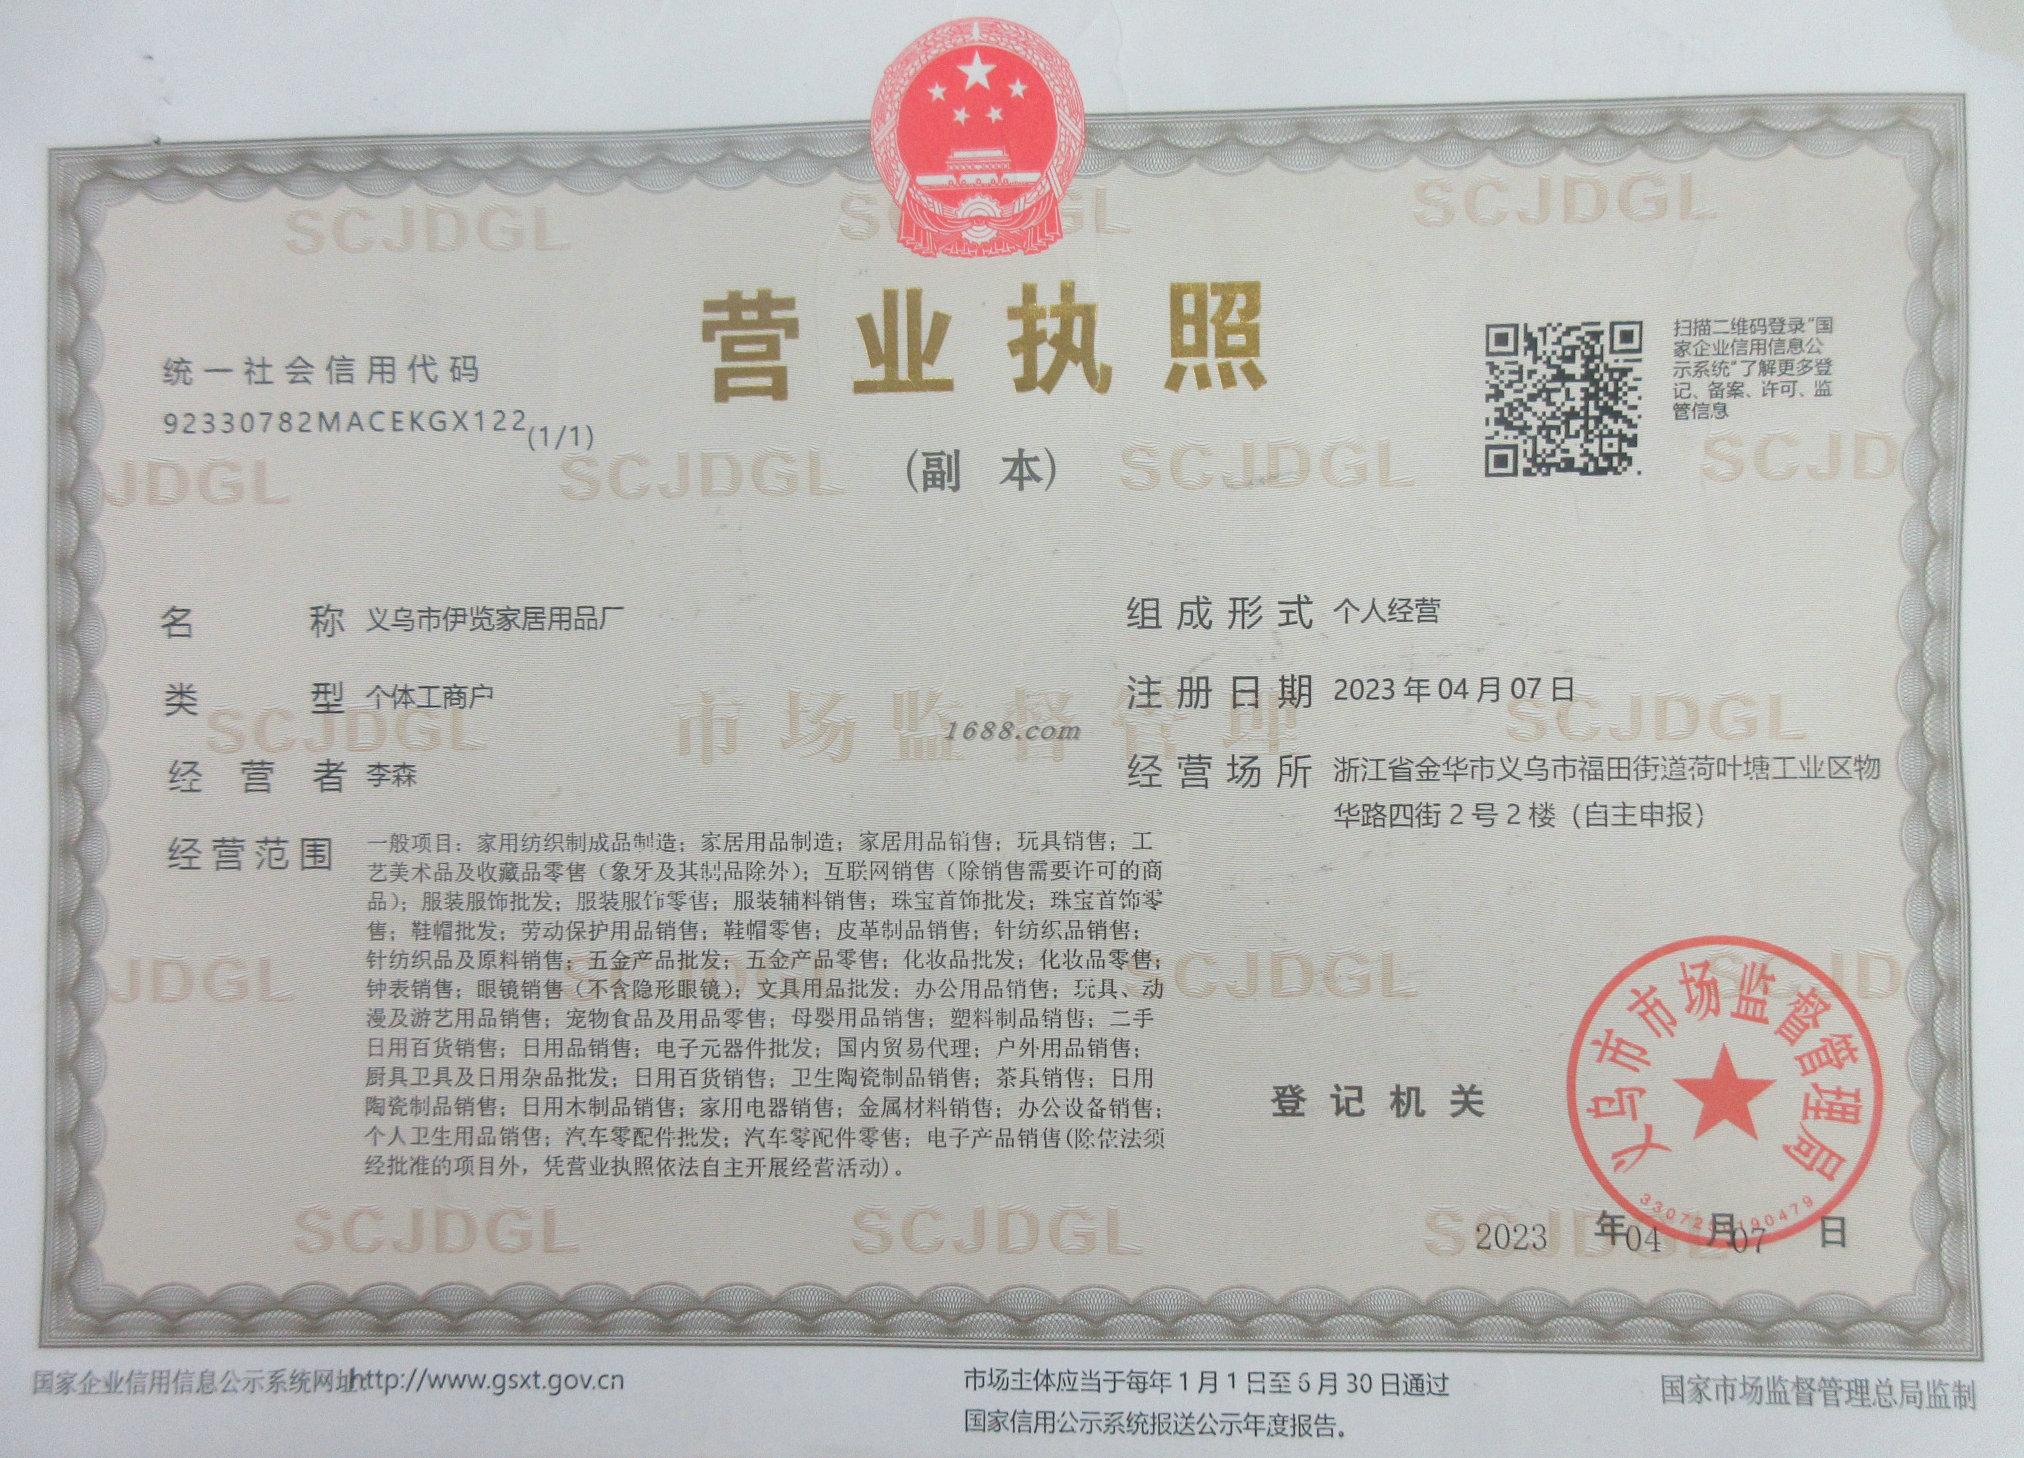 营业执照
(副 本)
统一社会信用代码
92330782MACEKGX122(1/1)
扫描二维码登录"国
家企业信用信息公
示系统"了解更多登
记、备案、许可、监
管信息
名 称 义乌市伊览家居用品厂
类 型 个体工商户
经 营 者 李森
经营范围 一般项目：家用纺织制成品制造；家居用品制造；家居用品销售；玩具销售；工
艺美术品及收藏品零售（象牙及其制品除外）；互联网销售（除销售需要许可的商
品）；服装服饰批发；服装服饰零售；服装辅料销售；珠宝首饰批发；珠宝首饰零
售；鞋帽批发；劳动保护用品销售；鞋帽零售；皮革制品销售；针纺织品销售；
针纺织品及原料销售；五金产品批发；五金产品零售；化妆品批发；化妆品零售；
钟表销售；眼镜销售（不含隐形眼镜）；文具用品批发；办公用品销售；玩具、动
漫及游艺用品销售；宠物食品及用品零售；母婴用品销售；塑料制品销售；二手
日用百货销售；日用品销售；电子元器件批发；国内贸易代理；户外用品销售；
厨具卫具及日用杂品批发；日用百货销售；卫生陶瓷制品销售；茶具销售；日用
陶瓷制品销售；日用木制品销售；家用电器销售；金属材料销售；办公设备销售；
个人卫生用品销售；汽车零配件批发；汽车零配件零售；电子产品销售(除依法须
经批准的项目外，凭营业执照依法自主开展经营活动)。
组成形式 个人经营
注册日期 2023年04月07日
经营场所 浙江省金华市义乌市福田街道荷叶塘工业区物
华路四街2号2楼（自主申报）
市场监督管理
1688.com
SCJDGL
登记机关
义乌市市场监督管理局
2023 年04 月07 日
国家企业信用信息公示系统网址:http://www.gsxt.gov.cn
市场主体应当于每年1月1日至6月30日通过
国家信用公示系统报送公示年度报告。
国家市场监督管理总局监制